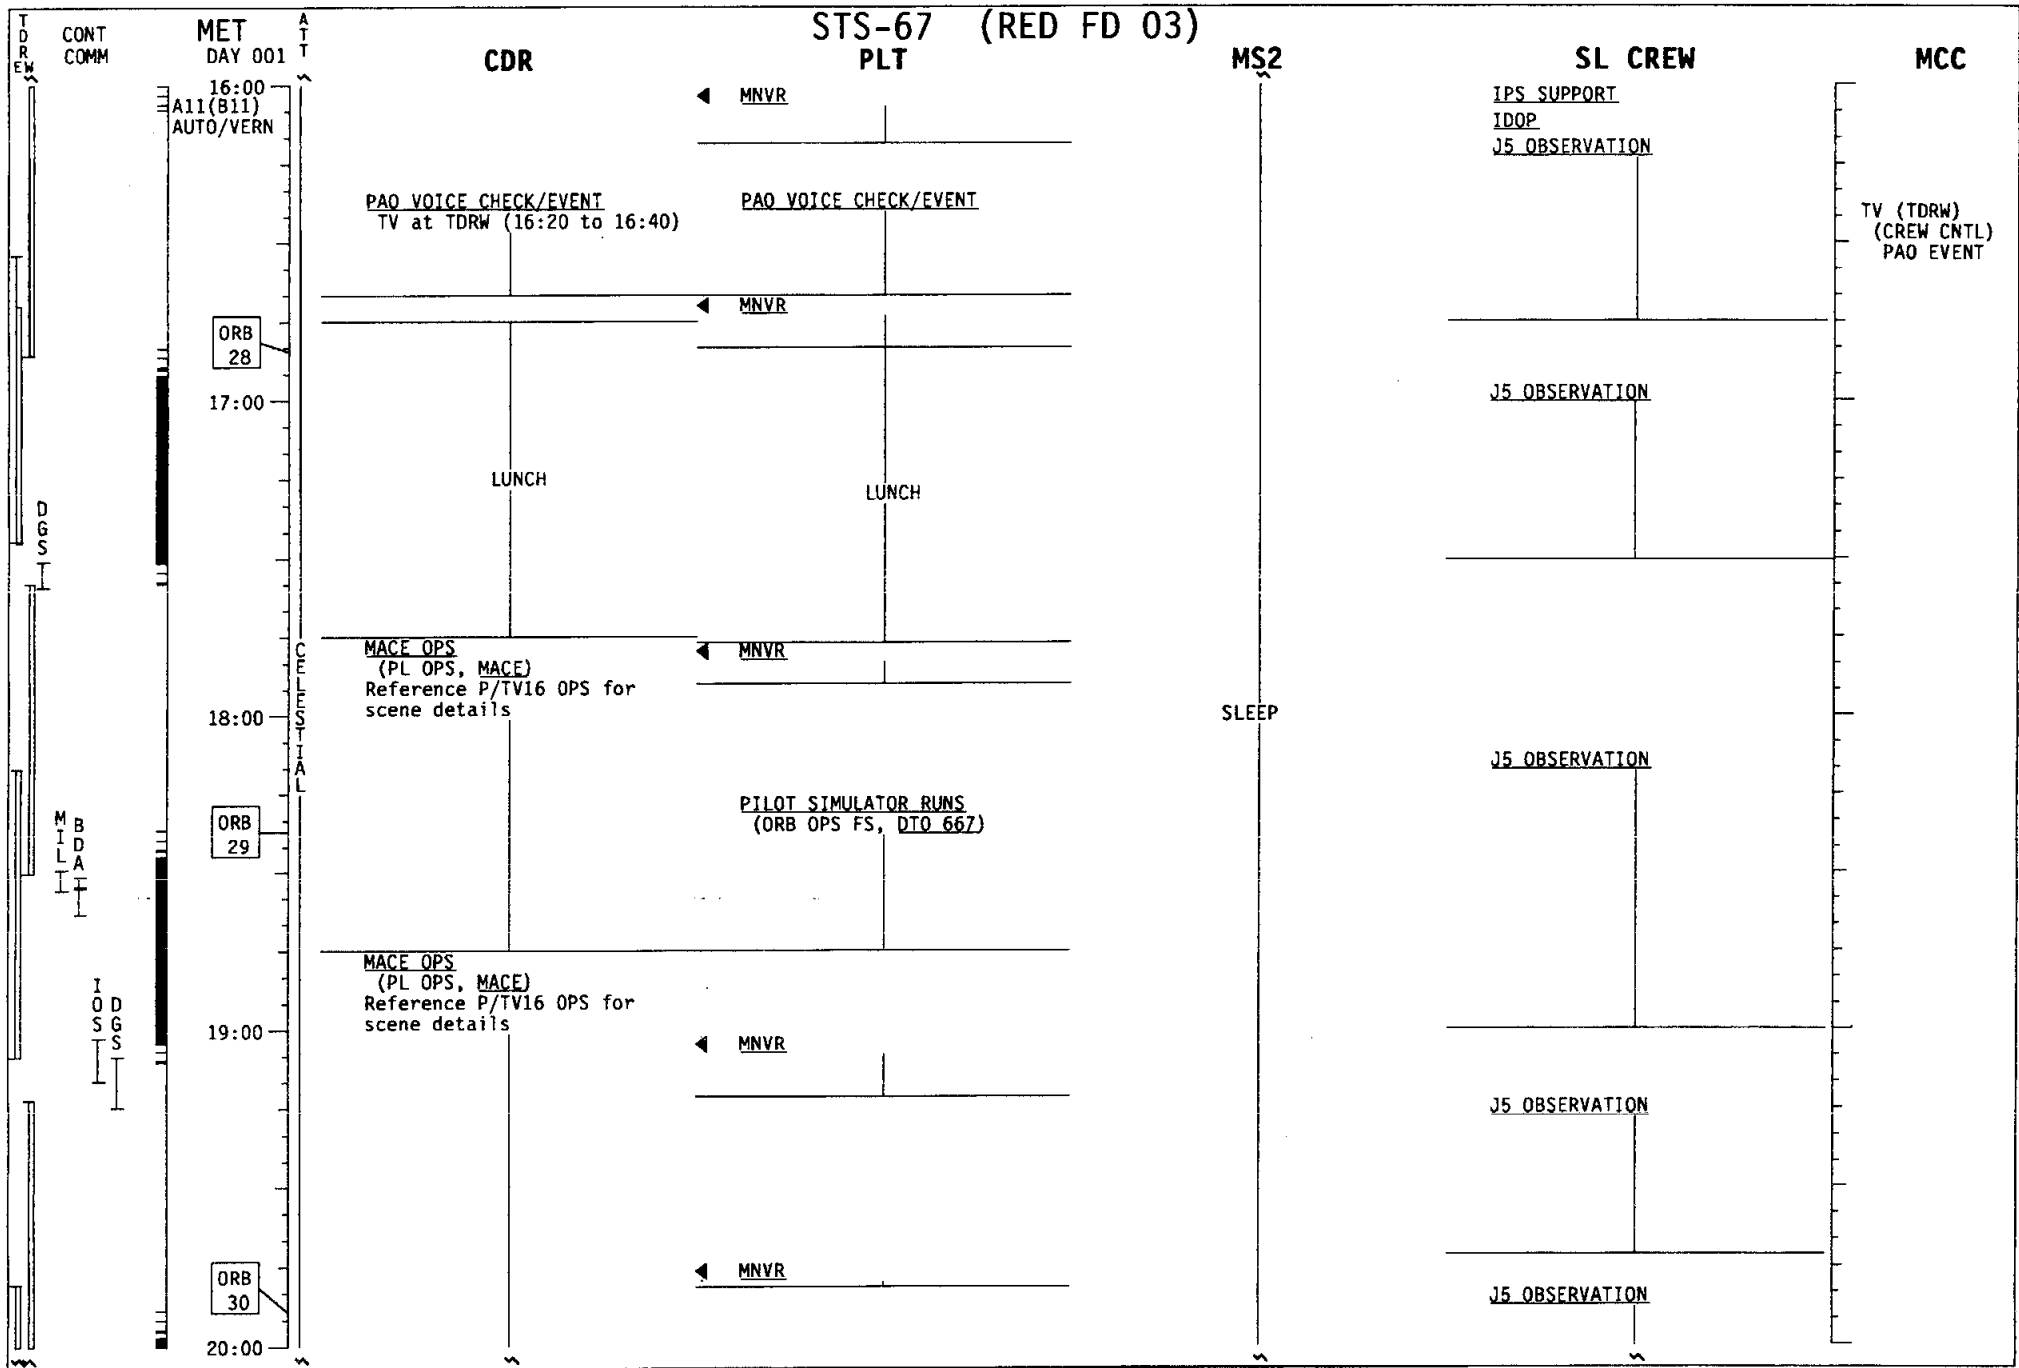 STS-67 (RED FD 03)
TDRE W
CONT COMM
MET
DAY 001
ATT
CDR
PLT
MS2
SL CREW
MCC
16:00
A11(B11)
AUTO/VERN
MNVR
IPS SUPPORT
IDOP
J5 OBSERVATION
PAO VOICE CHECK/EVENT
TV at TDRW (16:20 to 16:40)
PAO VOICE CHECK/EVENT
TV (TDRW)
(CREW CNTL)
PAO EVENT
MNVR
ORB
28
17:00
J5 OBSERVATION
LUNCH
LUNCH
DGS
CELESTIAL
MACE OPS
(PL OPS, MACE)
Reference P/TV16 OPS for
scene details
MNVR
18:00
SLEEP
J5 OBSERVATION
PILOT SIMULATOR RUNS
(ORB OPS FS, DTO 667)
MIL
BDA
ORB
29
MACE OPS
(PL OPS, MACE)
Reference P/TV16 OPS for
scene details
IOS
DGS
19:00
MNVR
J5 OBSERVATION
MNVR
ORB
30
J5 OBSERVATION
20:00